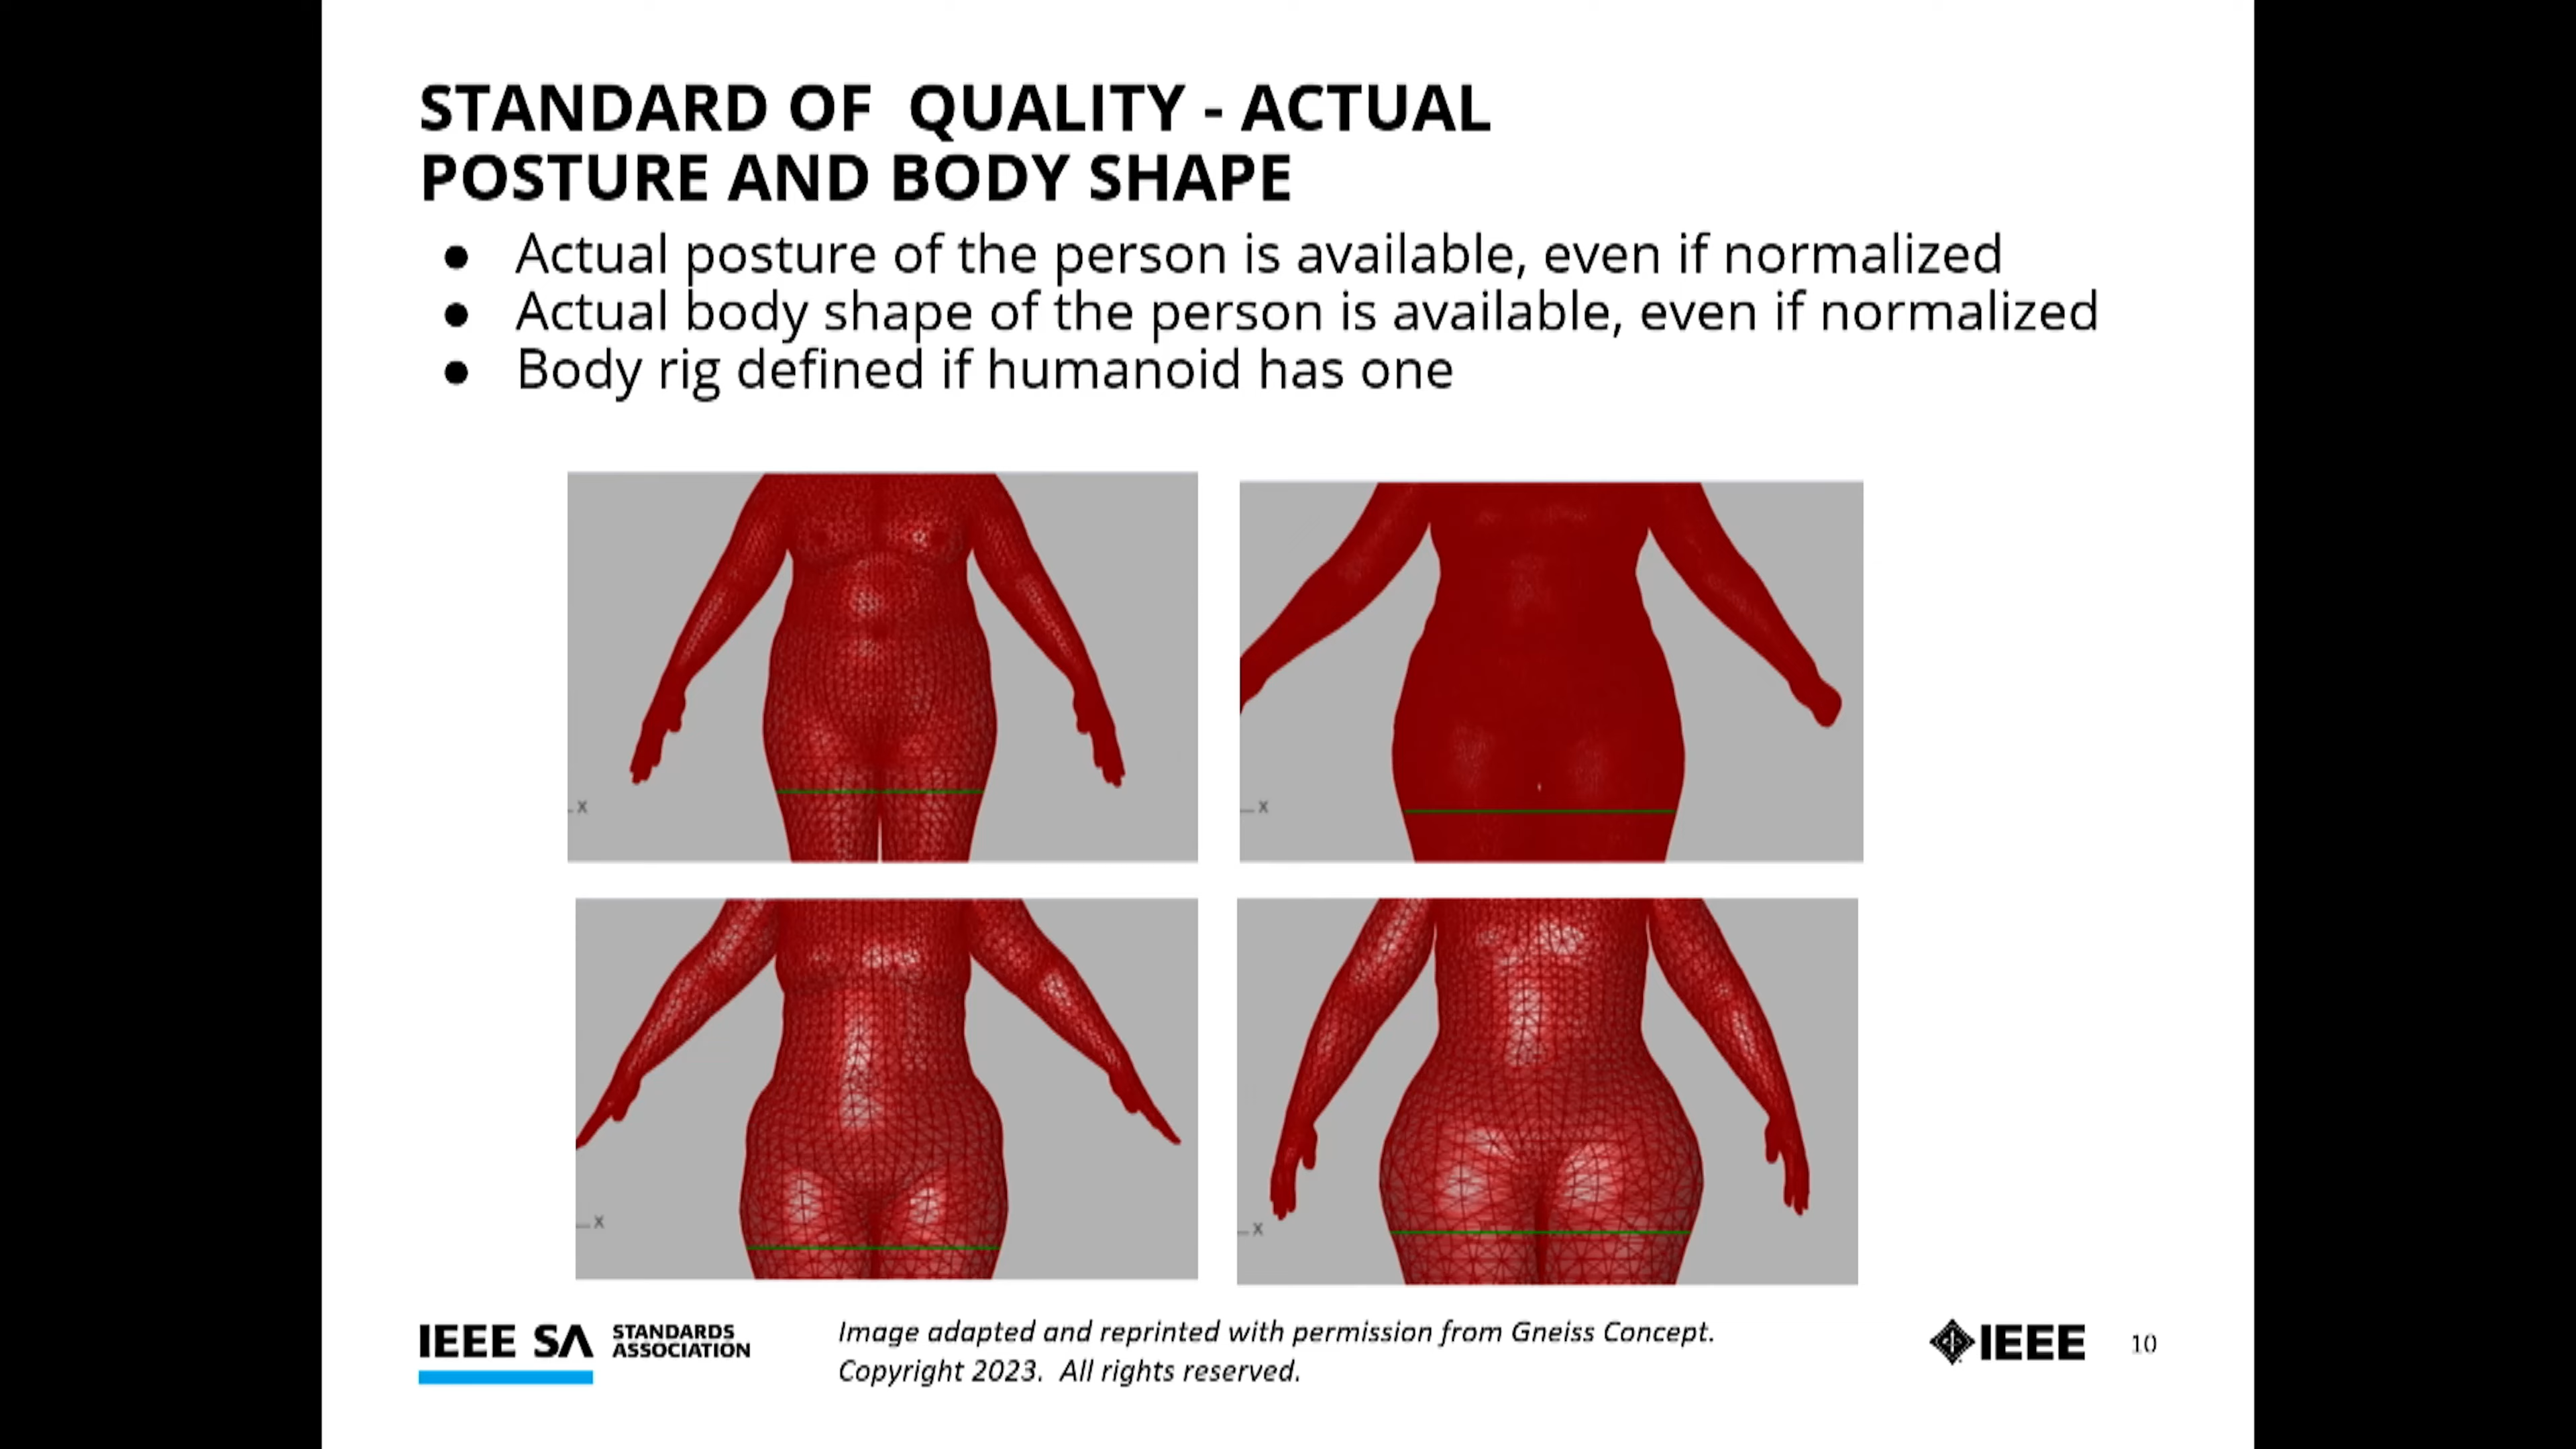 STANDARD OF  QUALITY - ACTUAL
POSTURE AND BODY SHAPE
● Actual posture of the person is available, even if normalized
● Actual body shape of the person is available, even if normalized
● Body rig defined if humanoid has one
x
x
x
x
IEEE SA STANDARDS
ASSOCIATION
Image adapted and reprinted with permission from Gneiss Concept.
Copyright 2023.  All rights reserved.
IEEE
10